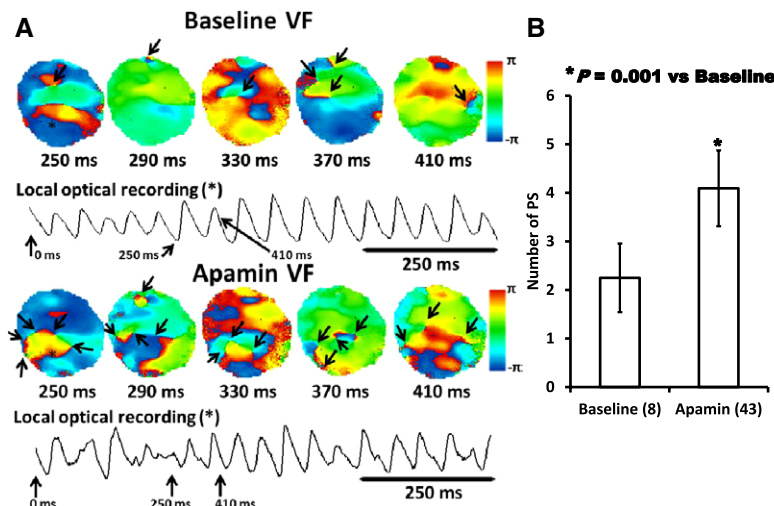 A
Baseline VF
π
-π
250 ms 290 ms 330 ms 370 ms 410 ms
Local optical recording (*)
*
0 ms
250 ms
410 ms
250 ms
Apamin VF
π
-π
*
250 ms 290 ms 330 ms 370 ms 410 ms
Local optical recording (*)
0 ms
250 ms
410 ms
250 ms
B
*P = 0.001 vs Baseline
Number of PS
6
5
4
3
2
1
0
*
Baseline (8) Apamin (43)